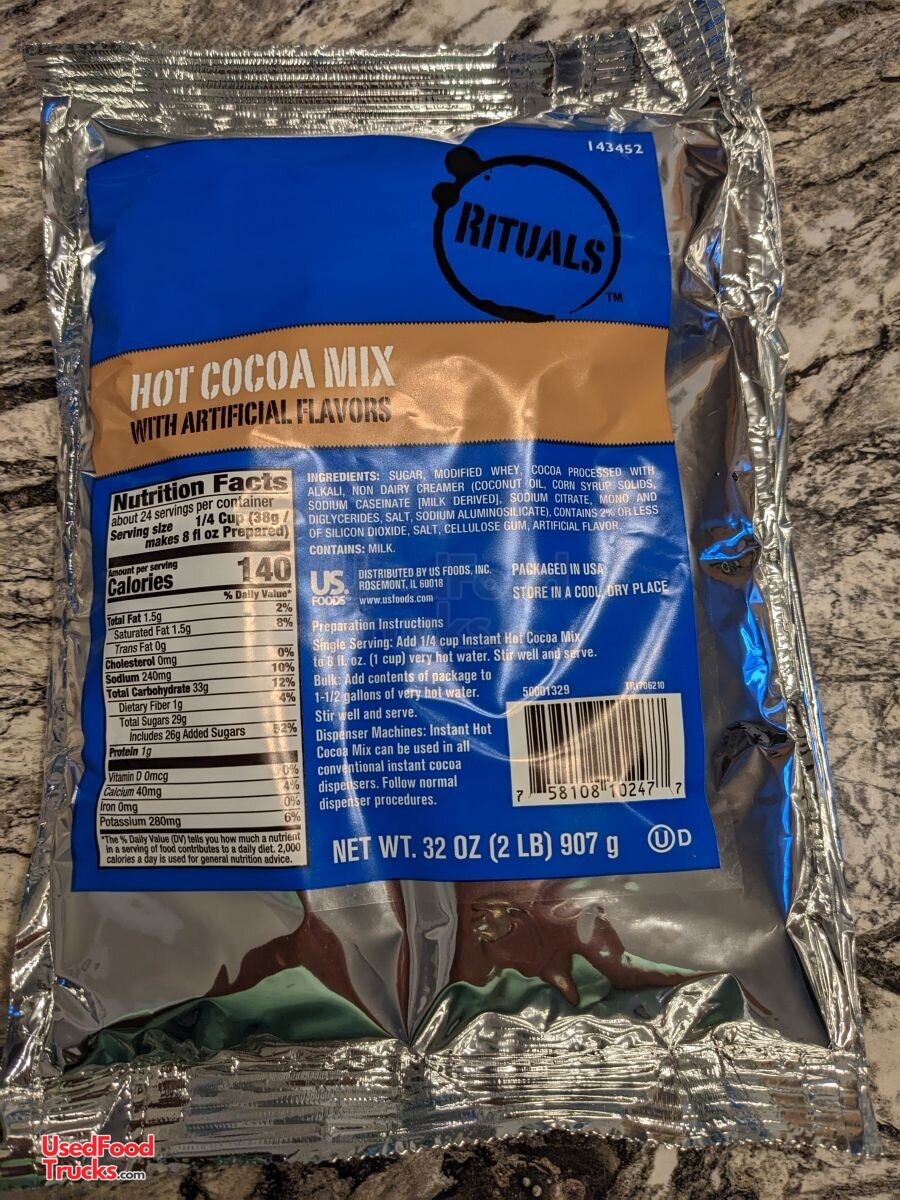 143452
RITUALS
TM
HOT COCOA MIX
WITH ARTIFICIAL FLAVORS
Nutrition Facts
about 24 servings per container
Serving size 1/4 Cup (38g /
makes 8 fl oz Prepared)
Amount per serving
Calories 140
% Daily Value*
Total Fat 1.5g 2%
Saturated Fat 1.5g 8%
Trans Fat 0g
Cholesterol 0mg 0%
Sodium 240mg 10%
Total Carbohydrate 33g 12%
Dietary Fiber 1g 4%
Total Sugars 29g
Includes 26g Added Sugars 52%
Protein 1g
Vitamin D 0mcg 0%
Calcium 40mg 4%
Iron 0mg 0%
Potassium 280mg 6%
*The % Daily Value (DV) tells you how much a nutrient
in a serving of food contributes to a daily diet. 2,000
calories a day is used for general nutrition advice.
INGREDIENTS: SUGAR, MODIFIED WHEY, COCOA PROCESSED WITH
ALKALI, NON DAIRY CREAMER (COCONUT OIL, CORN SYRUP SOLIDS,
SODIUM CASEINATE [MILK DERIVED], SODIUM CITRATE, MONO AND
DIGLYCERIDES, SALT, SODIUM ALUMINOSILICATE), CONTAINS 2% OR LESS
OF SILICON DIOXIDE, SALT, CELLULOSE GUM, ARTIFICIAL FLAVOR.
CONTAINS: MILK.
US.
FOODS
DISTRIBUTED BY US FOODS, INC.
ROSEMONT, IL 60018
www.usfoods.com
PACKAGED IN USA
STORE IN A COOL, DRY PLACE
Preparation Instructions
Single Serving: Add 1/4 cup Instant Hot Cocoa Mix
to 8 fl. oz. (1 cup) very hot water. Stir well and serve.
Bulk: Add contents of package to
1-1/2 gallons of very hot water.
Stir well and serve.
Dispenser Machines: Instant Hot
Cocoa Mix can be used in all
conventional instant cocoa
dispensers. Follow normal
dispenser procedures.
50001329
7 58108 10247 7
NET WT. 32 OZ (2 LB) 907 g
U D
UsedFood
Trucks.com